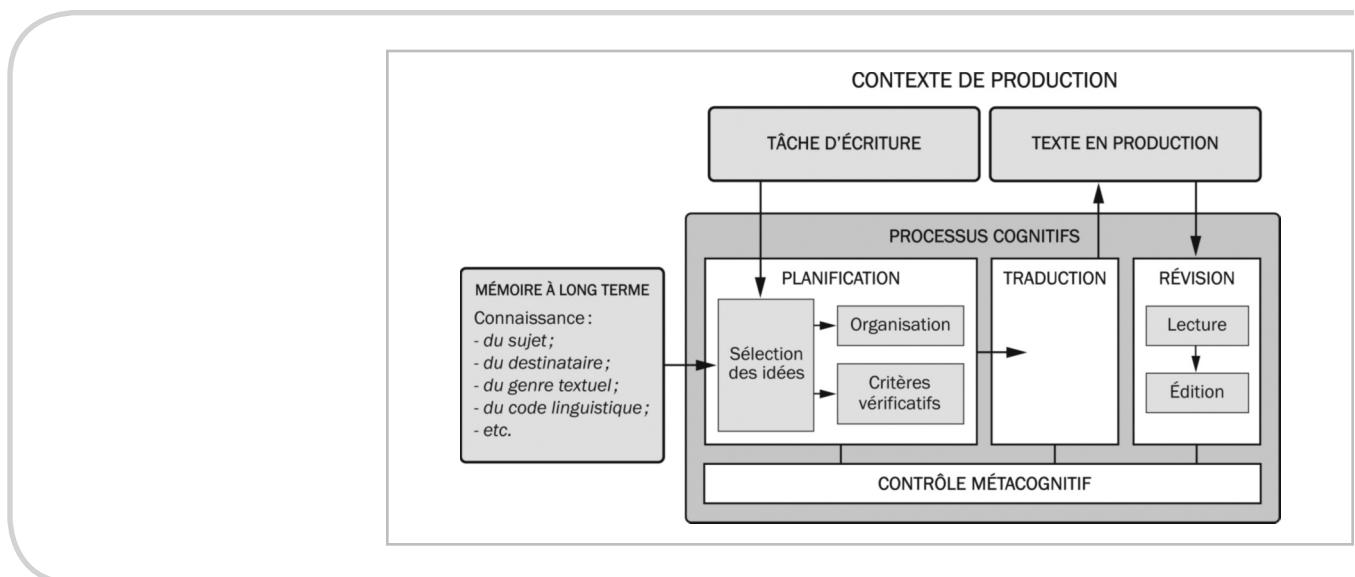 CONTEXTE DE PRODUCTION
TÂCHE D'ÉCRITURE
TEXTE EN PRODUCTION
PROCESSUS COGNITIFS
MÉMOIRE À LONG TERME
Connaissance :
- du sujet ;
- du destinataire ;
- du genre textuel ;
- du code linguistique ;
- etc.
PLANIFICATION
Sélection
des idées
Organisation
Critères
vérificatifs
TRADUCTION
RÉVISION
Lecture
Édition
CONTRÔLE MÉTACOGNITIF